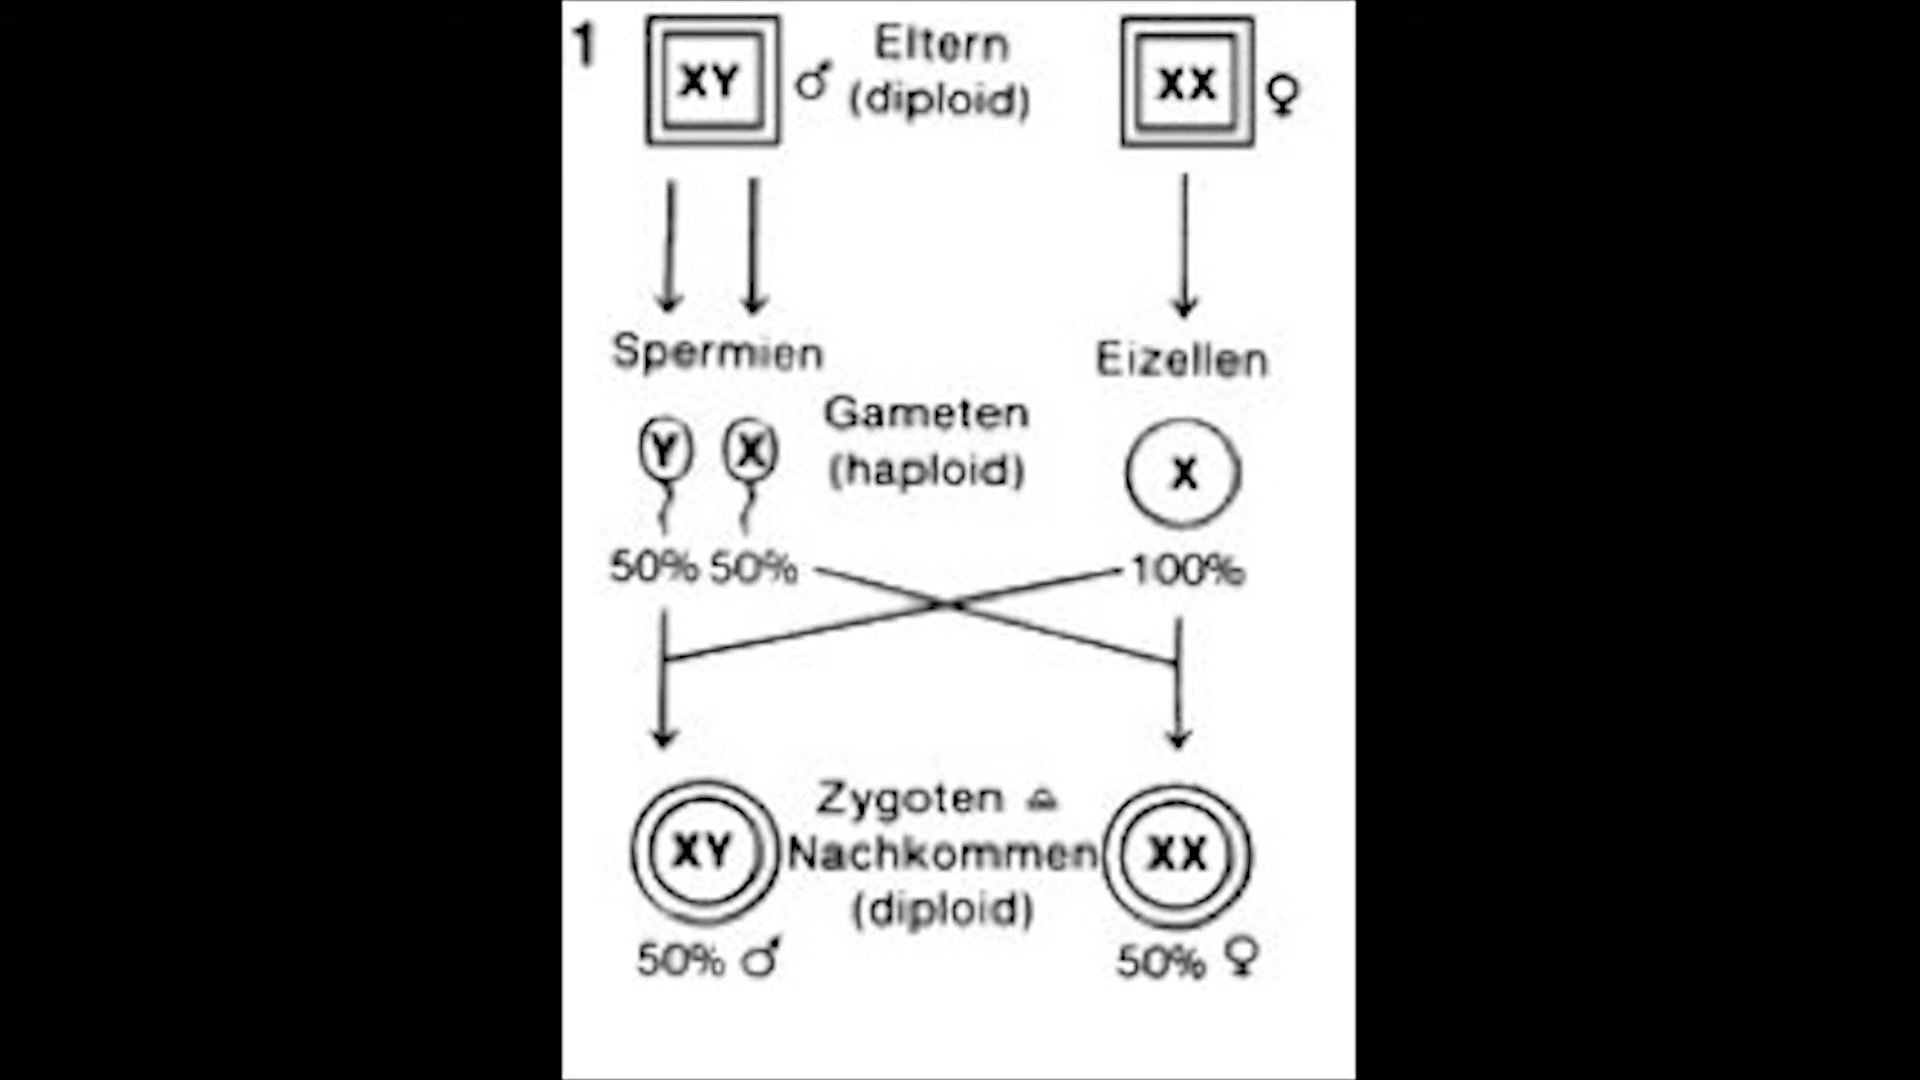 1
XY ♂ Eltern XX ♀
(diploid)
Spermien Eizellen
Gameten
Y X (haploid) X
50% 50% 100%
Zygoten ≙
XY Nachkommen XX
(diploid)
50% ♂ 50% ♀